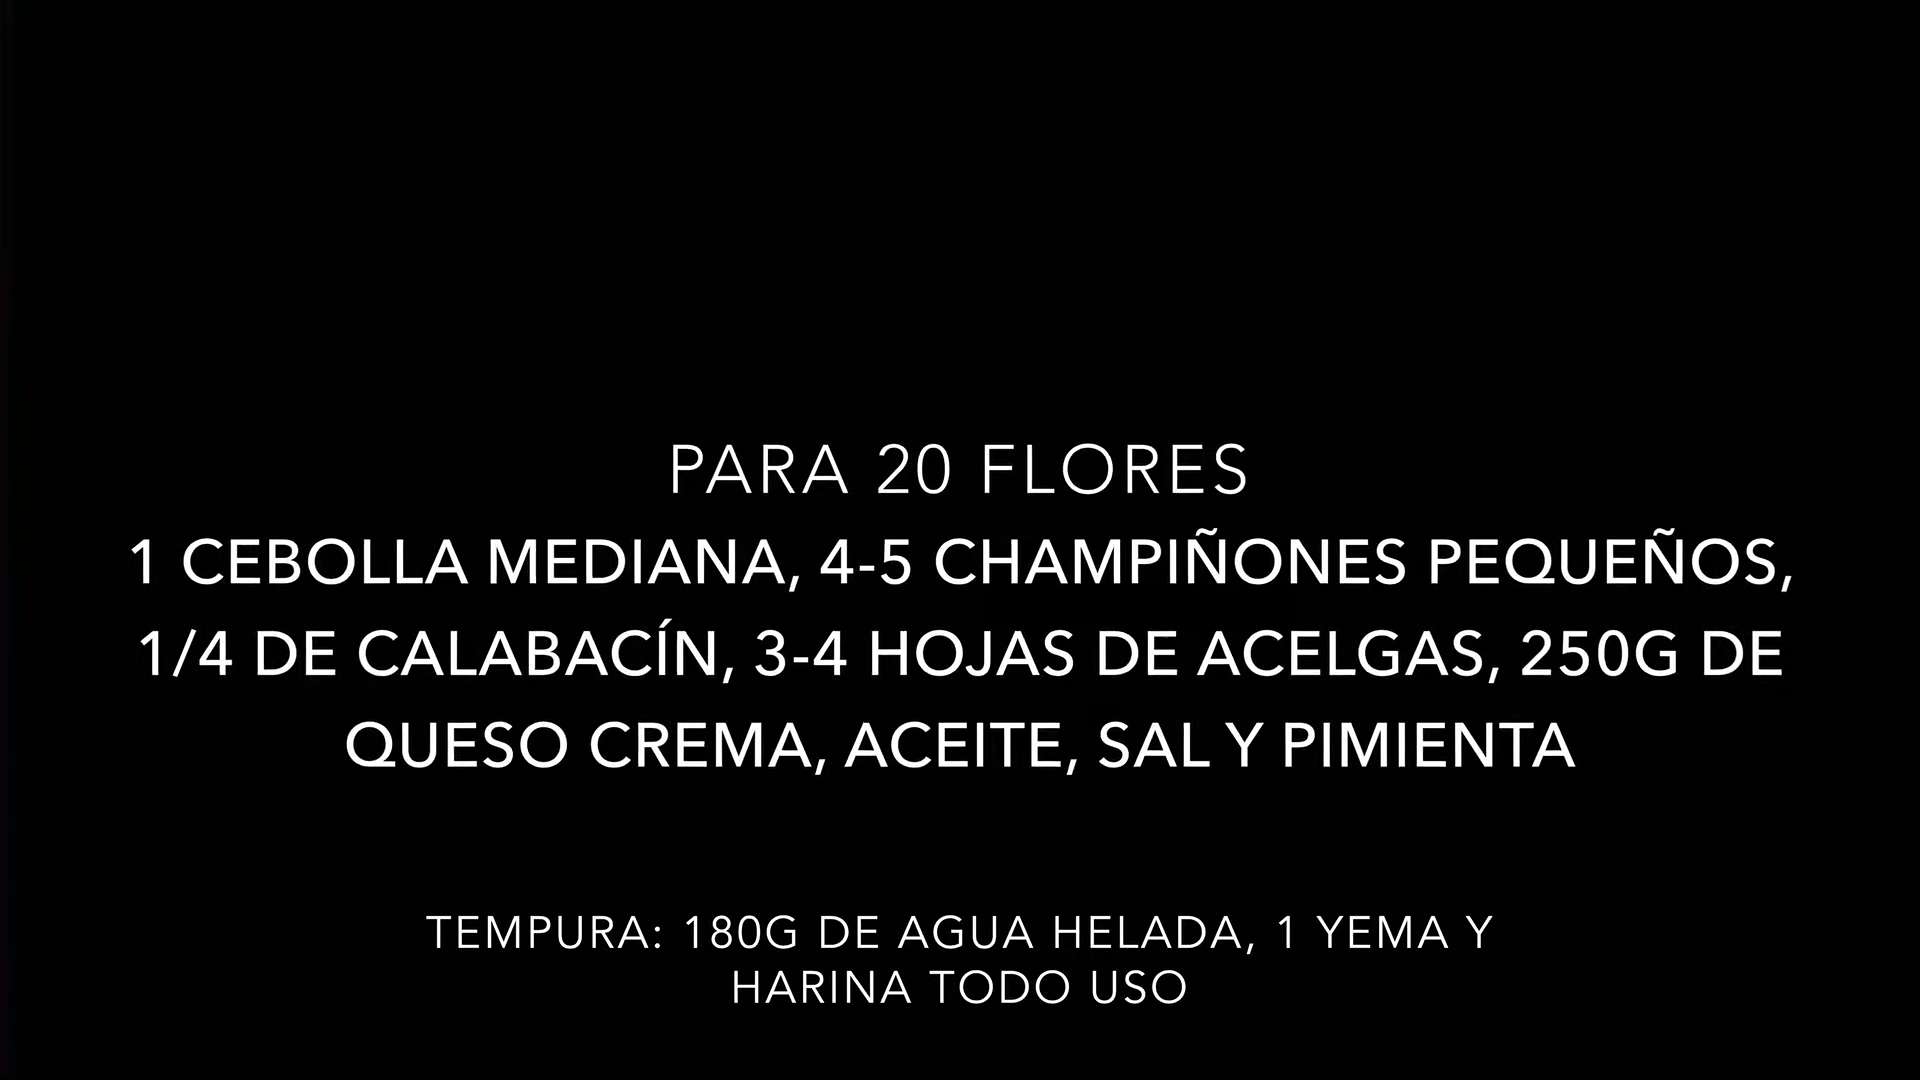 PARA 20 FLORES
1 CEBOLLA MEDIANA, 4-5 CHAMPIÑONES PEQUEÑOS,
1/4 DE CALABACÍN, 3-4 HOJAS DE ACELGAS, 250G DE
QUESO CREMA, ACEITE, SAL Y PIMIENTA
TEMPURA: 180G DE AGUA HELADA, 1 YEMA Y
HARINA TODO USO